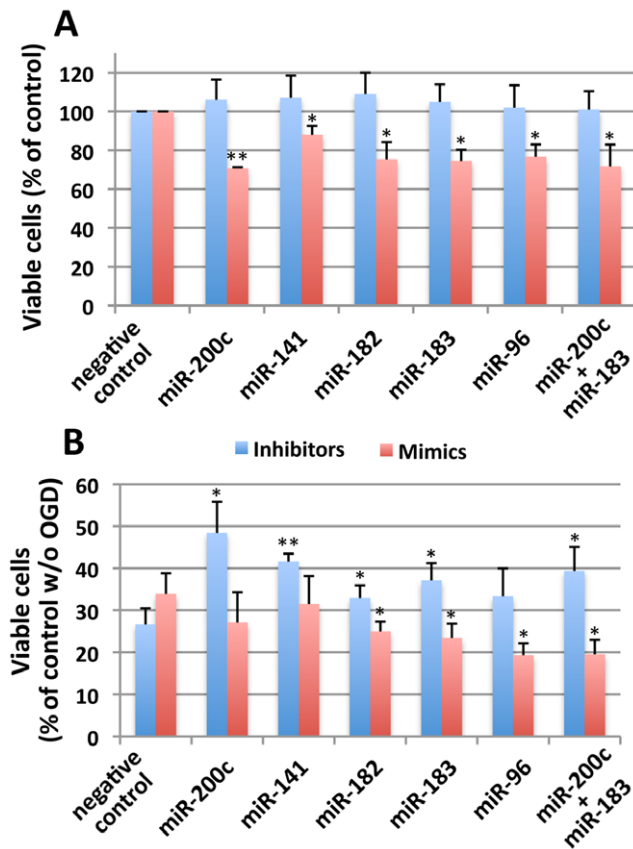 A
Viable cells (% of control)
120
100
80
60
40
20
0
**
*
*
*
*
*
negative
control
miR-200c
miR-141
miR-182
miR-183
miR-96
miR-200c
+
miR-183
B
Inhibitors
Mimics
Viable cells
(% of control w/o OGD)
60
50
40
30
20
10
0
*
**
*
*
*
*
*
*
*
negative
control
miR-200c
miR-141
miR-182
miR-183
miR-96
miR-200c
+
miR-183